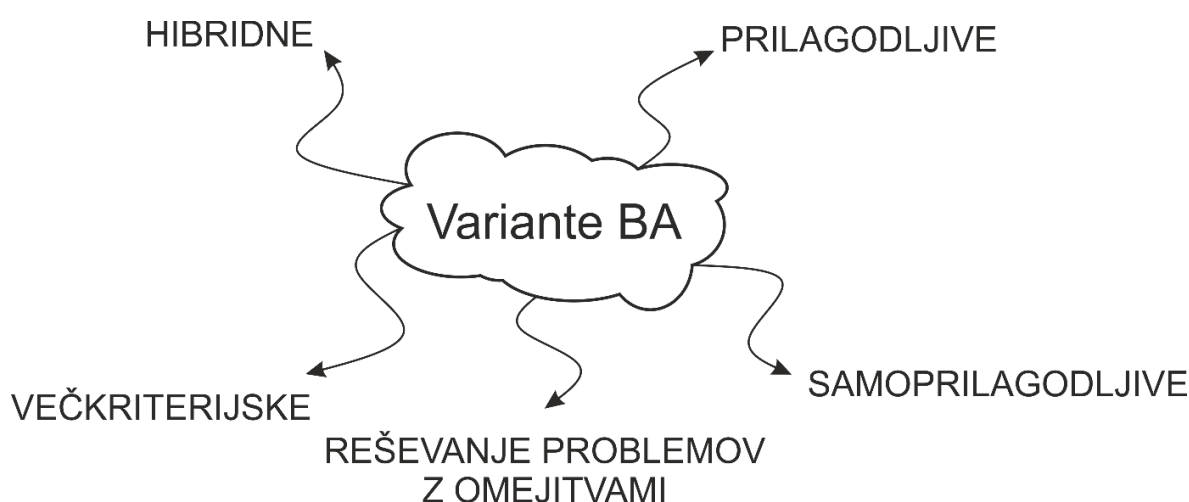 HIBRIDNE
PRILAGODLJIVE
Variante BA
VEČKRITERIJSKE
SAMOPRILAGODLJIVE
REŠEVANJE PROBLEMOV
Z OMEJITVAMI